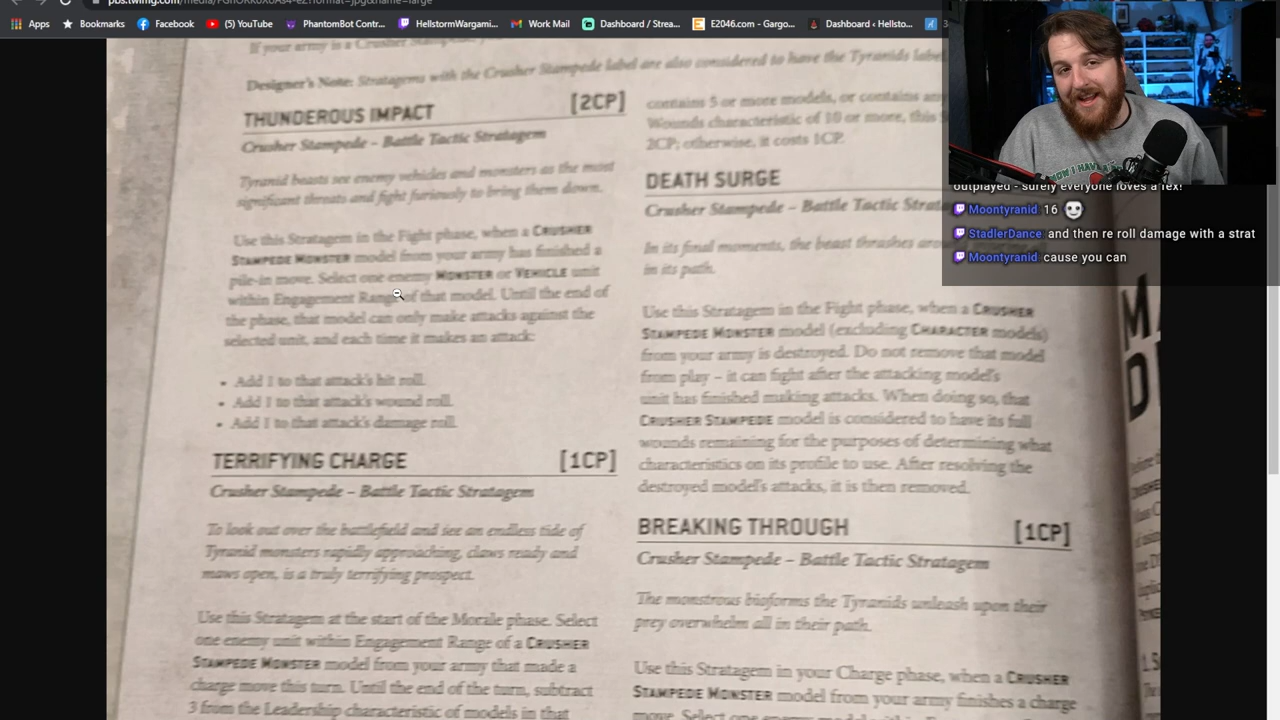 pbs.twimg.com/media/
Apps
Bookmarks
Facebook
(5) YouTube
PhantomBot Contr...
HellstormWargami...
Work Mail
Dashboard / Strea...
E2046.com - Gargo...
Dashboard ‹ Hellsto...
If your army is a Crusher Stampede
Designer's Note: Stratagems with the Crusher Stampede label are also considered to have the Tyranids label
THUNDEROUS IMPACT [2CP]
Crusher Stampede – Battle Tactic Stratagem
Tyranid beasts see enemy vehicles and monsters as the most
significant threats and fight furiously to bring them down.
Use this Stratagem in the Fight phase, when a CRUSHER
STAMPEDE MONSTER model from your army has finished a
pile-in move. Select one enemy MONSTER or VEHICLE unit
within Engagement Range of that model. Until the end of
the phase, that model can only make attacks against the
selected unit, and each time it makes an attack:
• Add 1 to that attack's hit roll.
• Add 1 to that attack's wound roll.
• Add 1 to that attack's damage roll.
TERRIFYING CHARGE [1CP]
Crusher Stampede – Battle Tactic Stratagem
To look out over the battlefield and see an endless tide of
Tyranid monsters rapidly approaching, claws ready and
maws open, is a truly terrifying prospect.
Use this Stratagem at the start of the Morale phase. Select
one enemy unit within Engagement Range of a CRUSHER
STAMPEDE MONSTER model from your army that made a
charge move this turn. Until the end of the turn, subtract
3 from the Leadership characteristic of models in that
contains 5 or more models, or contains any
Wounds characteristic of 10 or more, this
2CP; otherwise, it costs 1CP.
DEATH SURGE
Crusher Stampede – Battle Tactic
In its final moments, the beast thrashes
in its path.
Use this Stratagem in the Fight phase, when a CRUSHER
STAMPEDE MONSTER model (excluding CHARACTER models)
from your army is destroyed. Do not remove that model
from play – it can fight after the attacking model's
unit has finished making attacks. When doing so, that
CRUSHER STAMPEDE model is considered to have its full
wounds remaining for the purposes of determining what
characteristics on its profile to use. After resolving the
destroyed model's attacks, it is then removed.
BREAKING THROUGH [1CP]
Crusher Stampede – Battle Tactic Stratagem
The monstrous bioforms the Tyranids unleash upon their
prey overwhelm all in their path.
Use this Stratagem in your Charge phase, when a CRUSHER
STAMPEDE MONSTER model from your army finishes a charge
move. Select one enemy
outplayed - surely everyone loves a fex!
Moontyranid: 16
StadlerDance: and then re roll damage with a strat
Moontyranid: cause you can